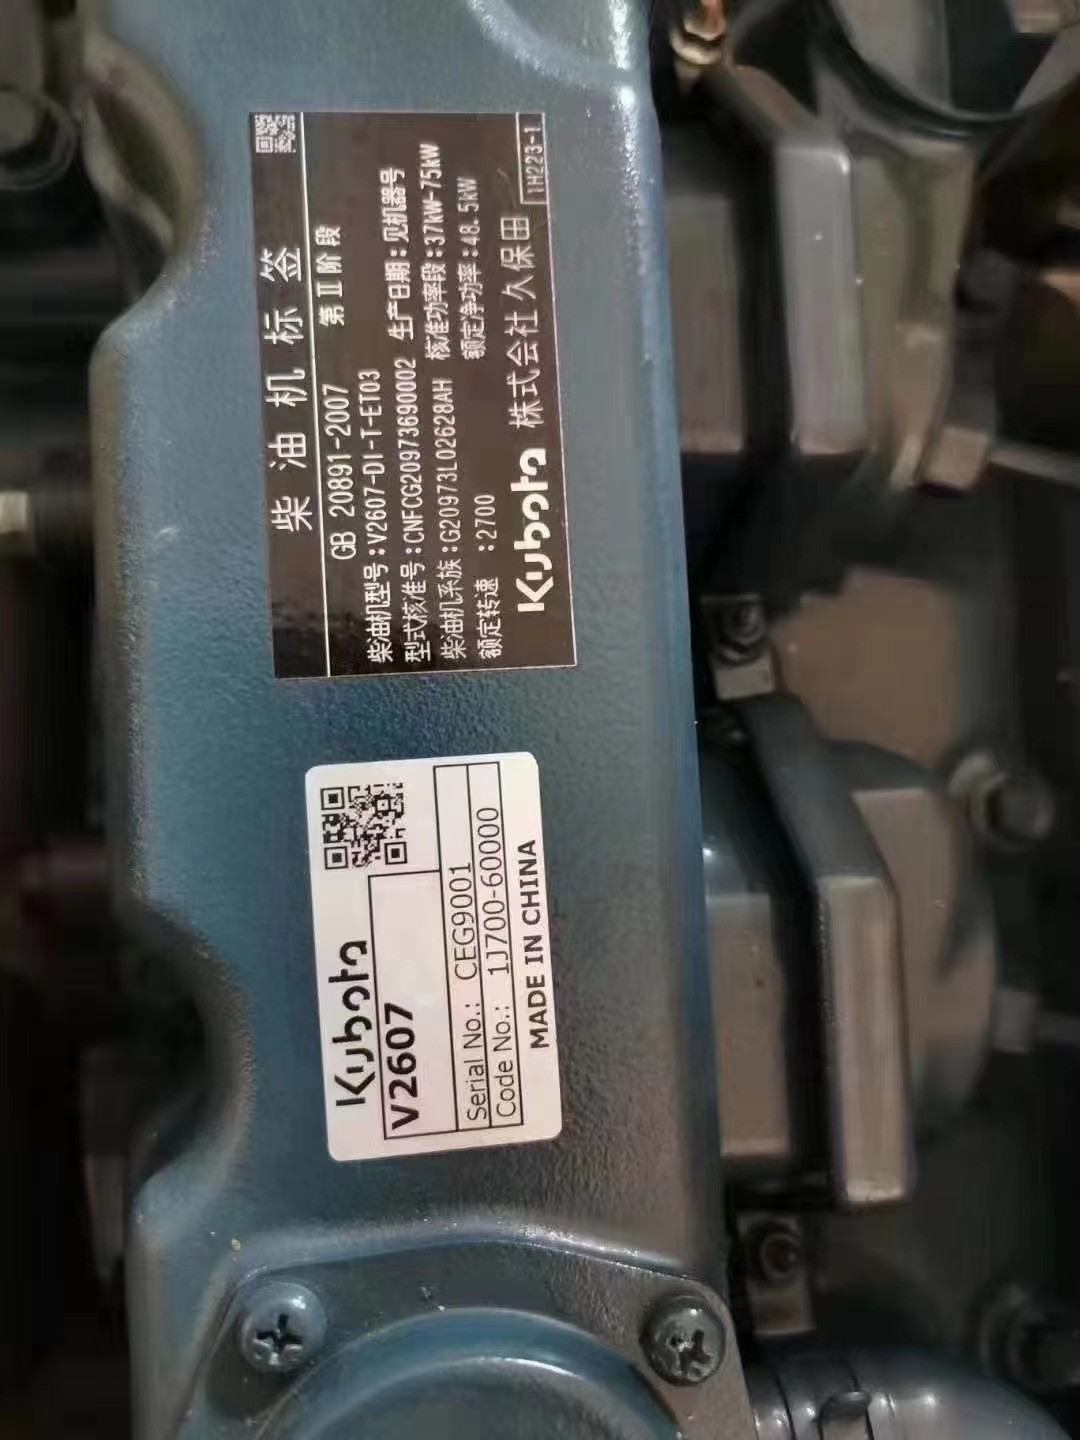 柴油机标签
GB 20891-2007 第Ⅱ阶段
柴油机型号:V2607-DI-T-ET03
型式核准号:CNFCG20973690002 生产日期:见机器号
柴油机系族:G20973L02628AH 核准功率段:37kW-75kW
额定转速 :2700 额定净功率:48.5kW
Kubota 株式会社久保田
1H223-1
Kubota
V2607
Serial No.: CEG9001
Code No.: 1J700-60000
MADE IN CHINA